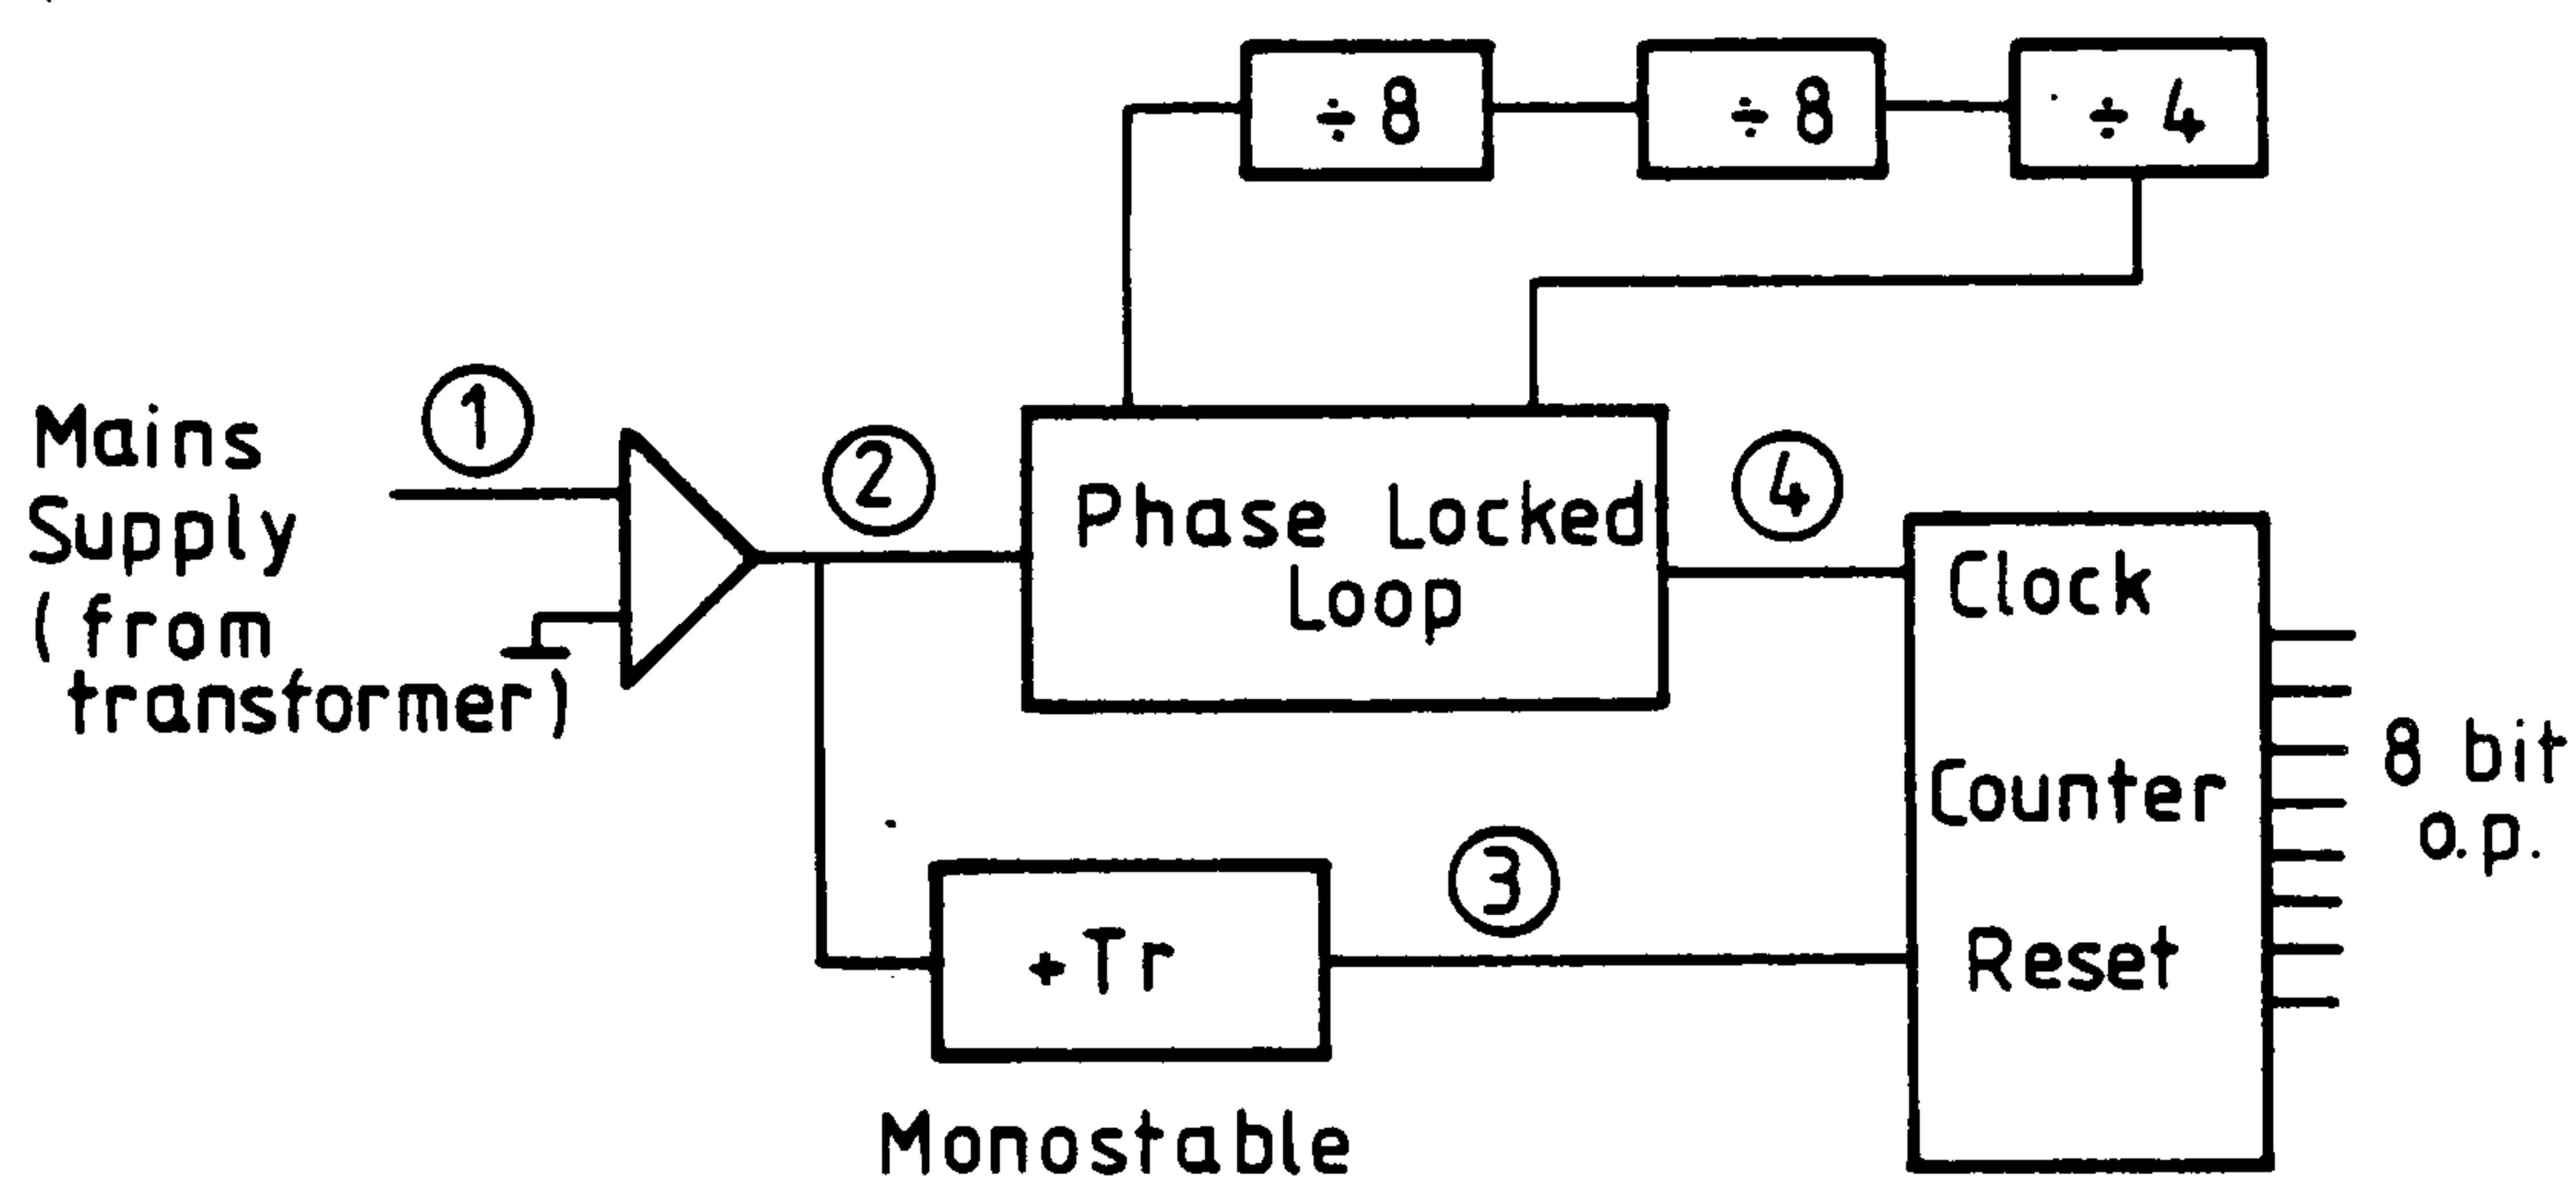 ÷ 8
÷ 8
÷ 4
1
Mains
Supply
(from
transformer)
2
Phase Locked
Loop
4
Clock
Counter
Reset
8 bit
o.p.
3
+Tr
Monostable